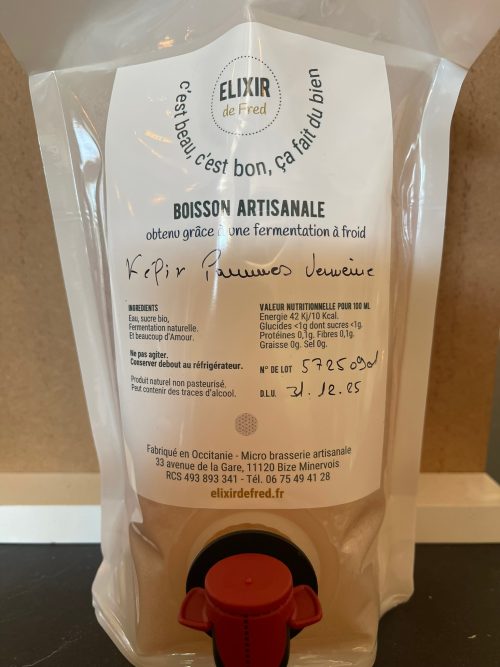 ELIXIR
de Fred
c'est beau, c'est bon, ça fait du bien
BOISSON ARTISANALE
obtenu grâce à une fermentation à froid
Kéfir Pommes Verveine
INGREDIENTS
Eau, sucre bio,
Fermentation naturelle.
Et beaucoup d'Amour.
Ne pas agiter.
Conserver debout au réfrigérateur.
Produit naturel non pasteurisé.
Peut contenir des traces d'alcool.
VALEUR NUTRITIONNELLE POUR 100 ML
Energie 42 Kj/10 Kcal.
Glucides <1g dont sucres <1g.
Protéines 0,1g. Fibres 0,1g.
Graisse 0g. Sel 0g.
N° DE LOT
D.L.U. 31.12.25
Fabriqué en Occitanie - Micro brasserie artisanale
33 avenue de la Gare, 11120 Bize Minervois
RCS 493 893 341 - Tél. 06 75 49 41 28
elixirdefred.fr